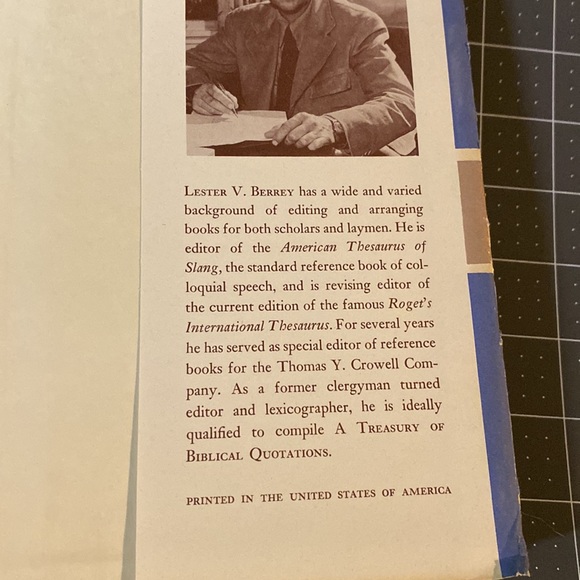 LESTER V. BERREY has a wide and varied
background of editing and arranging
books for both scholars and laymen. He is
editor of the American Thesaurus of
Slang, the standard reference book of col-
loquial speech, and is revising editor of
the current edition of the famous Roget's
International Thesaurus. For several years
he has served as special editor of reference
books for the Thomas Y. Crowell Com-
pany. As a former clergyman turned
editor and lexicographer, he is ideally
qualified to compile A TREASURY OF
BIBLICAL QUOTATIONS.
PRINTED IN THE UNITED STATES OF AMERICA